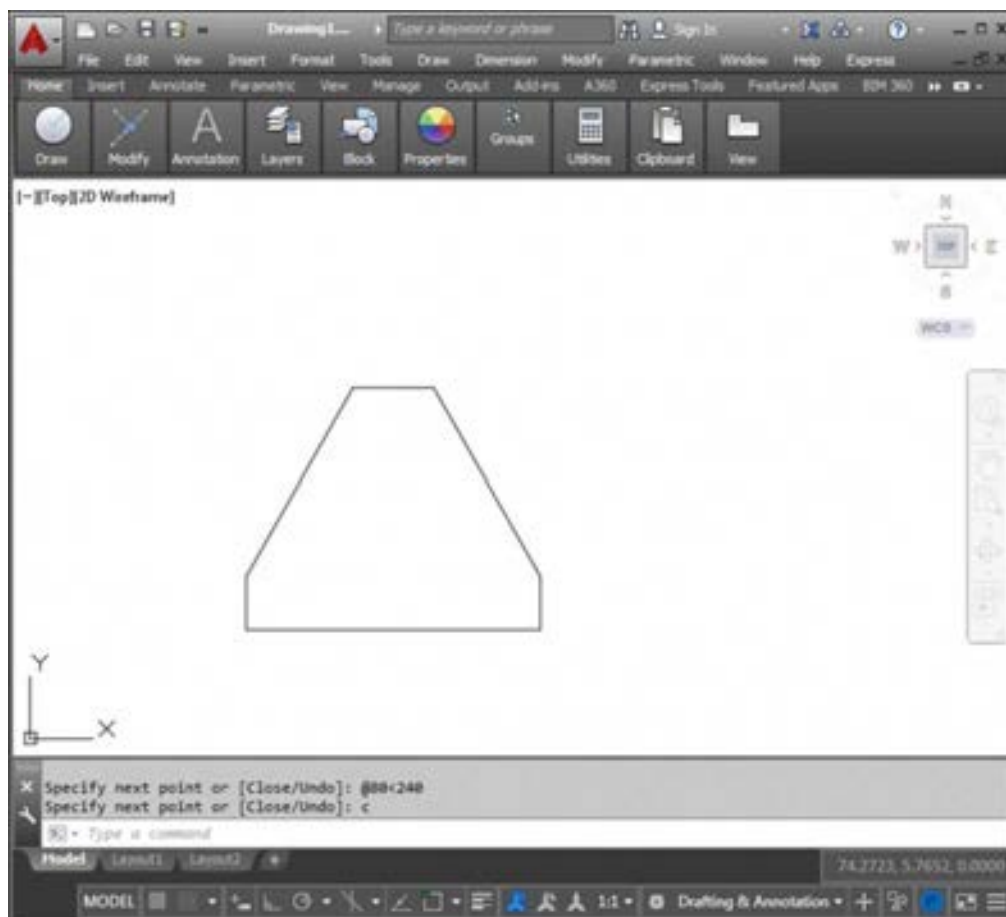 Drawing1... Type a keyword or phrase Sign In
File Edit View Insert Format Tools Draw Dimension Modify Parametric Window Help Express
Home Insert Annotate Parametric View Manage Output Add-ins A360 Express Tools Featured Apps BIM 360
Draw Modify Annotation Layers Block Properties Groups Utilities Clipboard View
[−][Top][2D Wireframe]
N
W TOP E
S
WCS
Y
X
Specify next point or [Close/Undo]: @80<240
Specify next point or [Close/Undo]: c
Type a command
Model Layout1 Layout2 +
74.2723, 5.7652, 0.0000
MODEL 1:1 Drafting & Annotation